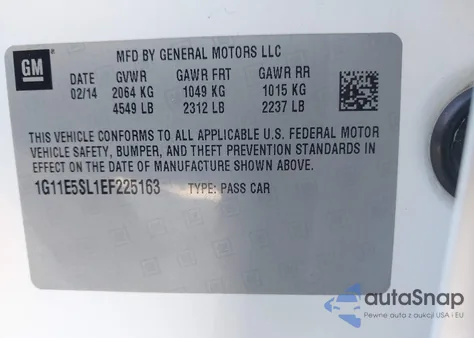 GM
MFD BY GENERAL MOTORS LLC
DATE GVWR GAWR FRT GAWR RR
02/14 2064 KG 1049 KG 1015 KG
4549 LB 2312 LB 2237 LB
THIS VEHICLE CONFORMS TO ALL APPLICABLE U.S. FEDERAL MOTOR
VEHICLE SAFETY, BUMPER, AND THEFT PREVENTION STANDARDS IN
EFFECT ON THE DATE OF MANUFACTURE SHOWN ABOVE.
1G11E5SL1EF225163 TYPE: PASS CAR
autoSnap
Pewne auta z aukcji USA i EU